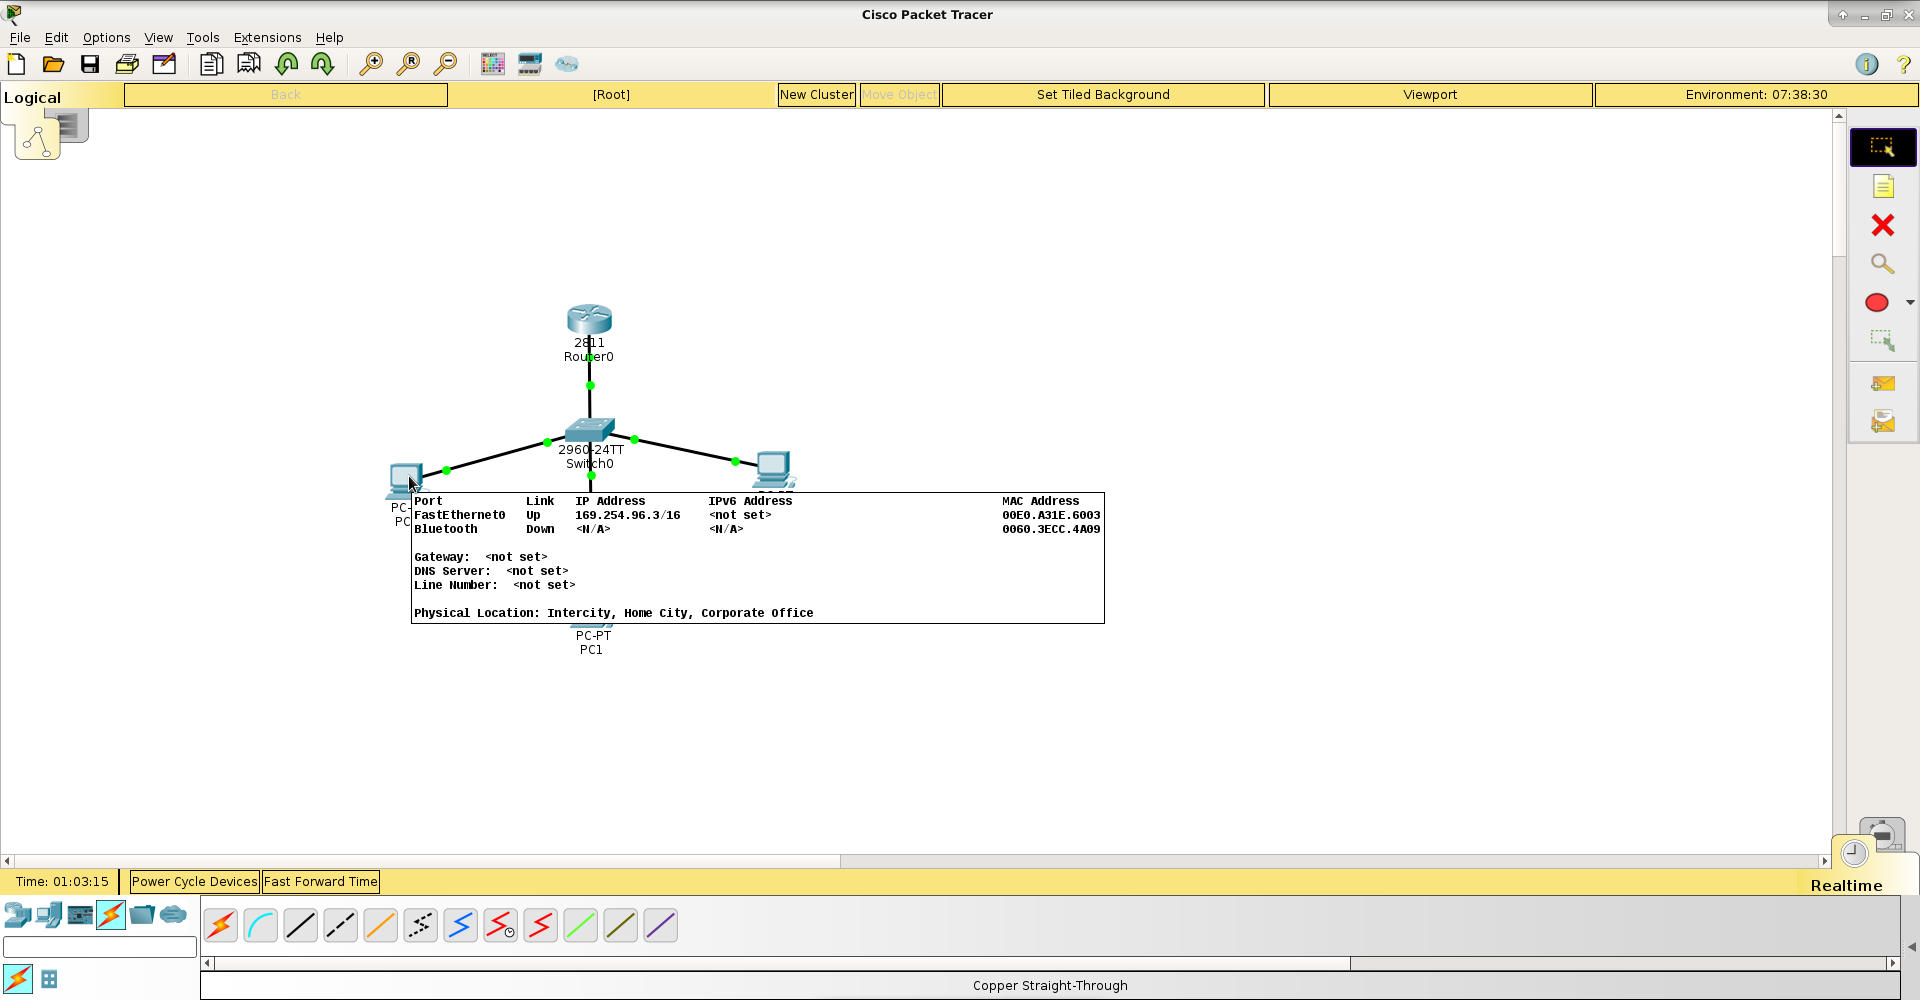 Cisco Packet Tracer
File Edit Options View Tools Extensions Help
Logical
Back
[Root]
New Cluster
Move Object
Set Tiled Background
Viewport
Environment: 07:38:30
2811
Router0
2960-24TT
Switch0
Port Link IP Address IPv6 Address MAC Address
FastEthernet0 Up 169.254.96.3/16 <not set> 00E0.A31E.6003
Bluetooth Down <N/A> <N/A> 0060.3ECC.4A09
Gateway: <not set>
DNS Server: <not set>
Line Number: <not set>
Physical Location: Intercity, Home City, Corporate Office
PC-PT
PC1
Time: 01:03:15
Power Cycle Devices
Fast Forward Time
Realtime
Copper Straight-Through